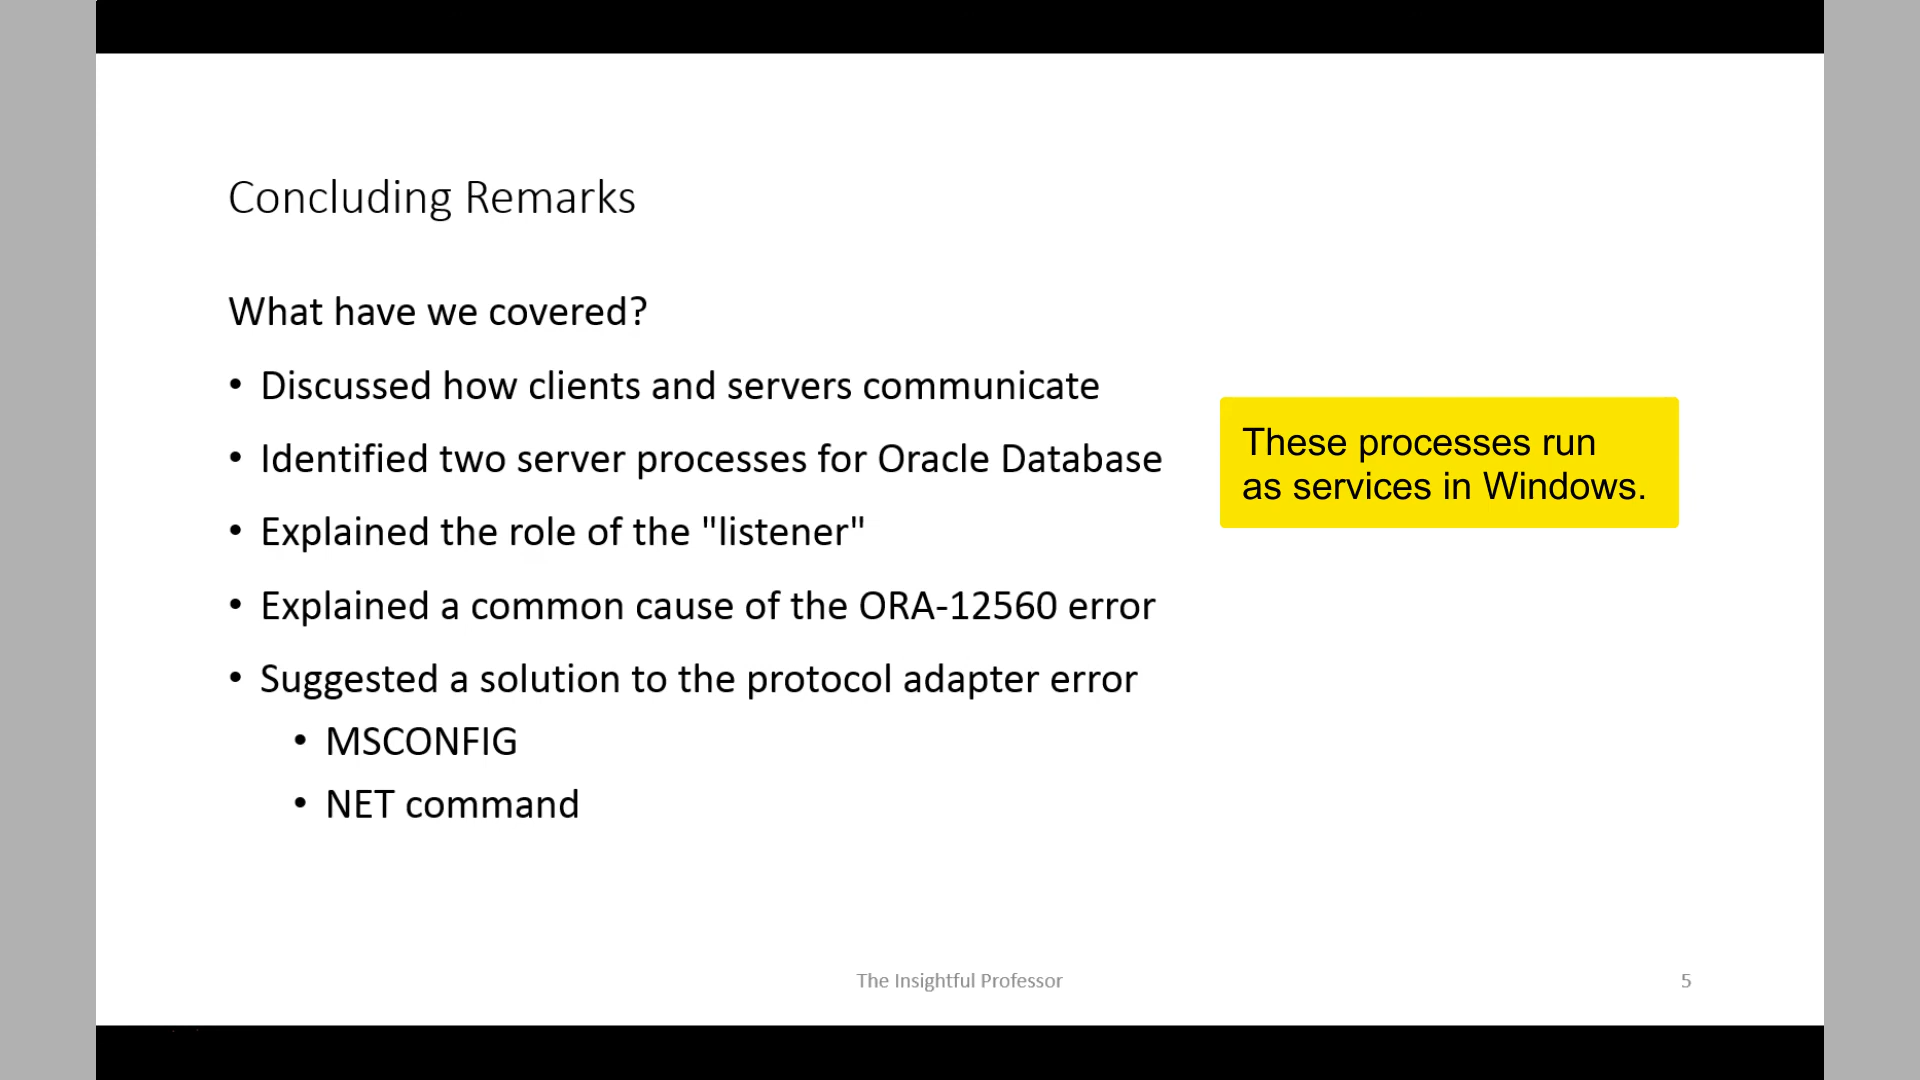 Concluding Remarks
What have we covered?
• Discussed how clients and servers communicate
• Identified two server processes for Oracle Database
These processes run
as services in Windows.
• Explained the role of the "listener"
• Explained a common cause of the ORA-12560 error
• Suggested a solution to the protocol adapter error
• MSCONFIG
• NET command
The Insightful Professor
5